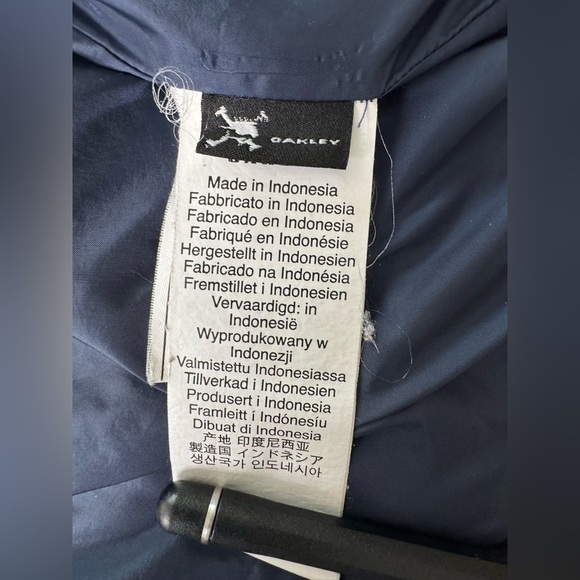 OAKLEY
Made in Indonesia
Fabbricato in Indonesia
Fabricado en Indonesia
Fabriqué en Indonésie
Hergestellt in Indonesien
Fabricado na Indonésia
Fremstillet i Indonesien
Vervaardigd: in
Indonesië
Wyprodukowany w
Indonezji
Valmistettu Indonesiassa
Tillverkad i Indonesien
Produsert i Indonesia
Framleitt í Indónesíu
Dibuat di Indonesia
产地 印度尼西亚
製造国 インドネシア
생산국가 인도네시아